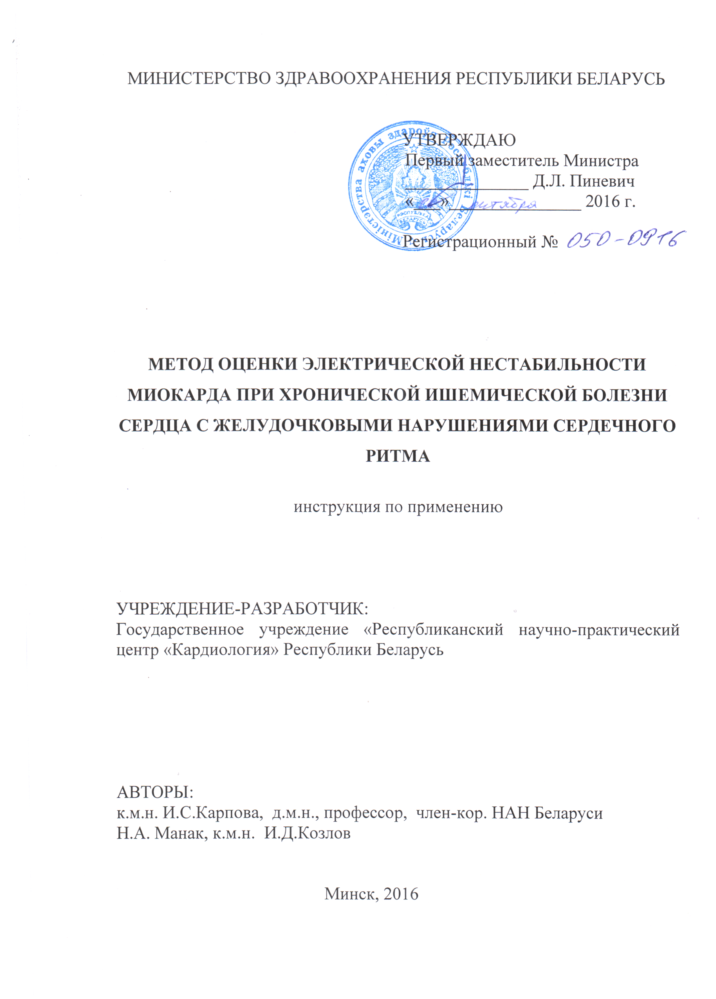 МИНИСТЕРСТВО ЗДРАВООХРАНЕНИЯ РЕСПУБЛИКИ БЕЛАРУСЬ
УТВЕРЖДАЮ
Первый заместитель Министра
______________ Д.Л. Пиневич
«___» октября 2016 г.
Регистрационный № 050-0916
Міністэрства аховы здароўя Рэспублікі Беларусь
РЭСПУБЛІКА
БЕЛАРУСЬ
МЕТОД ОЦЕНКИ ЭЛЕКТРИЧЕСКОЙ НЕСТАБИЛЬНОСТИ
МИОКАРДА ПРИ ХРОНИЧЕСКОЙ ИШЕМИЧЕСКОЙ БОЛЕЗНИ
СЕРДЦА С ЖЕЛУДОЧКОВЫМИ НАРУШЕНИЯМИ СЕРДЕЧНОГО
РИТМА
инструкция по применению
УЧРЕЖДЕНИЕ-РАЗРАБОТЧИК:
Государственное учреждение «Республиканский научно-практический
центр «Кардиология» Республики Беларусь
АВТОРЫ:
к.м.н. И.С.Карпова, д.м.н., профессор, член-кор. НАН Беларуси
Н.А. Манак, к.м.н. И.Д.Козлов
Минск, 2016